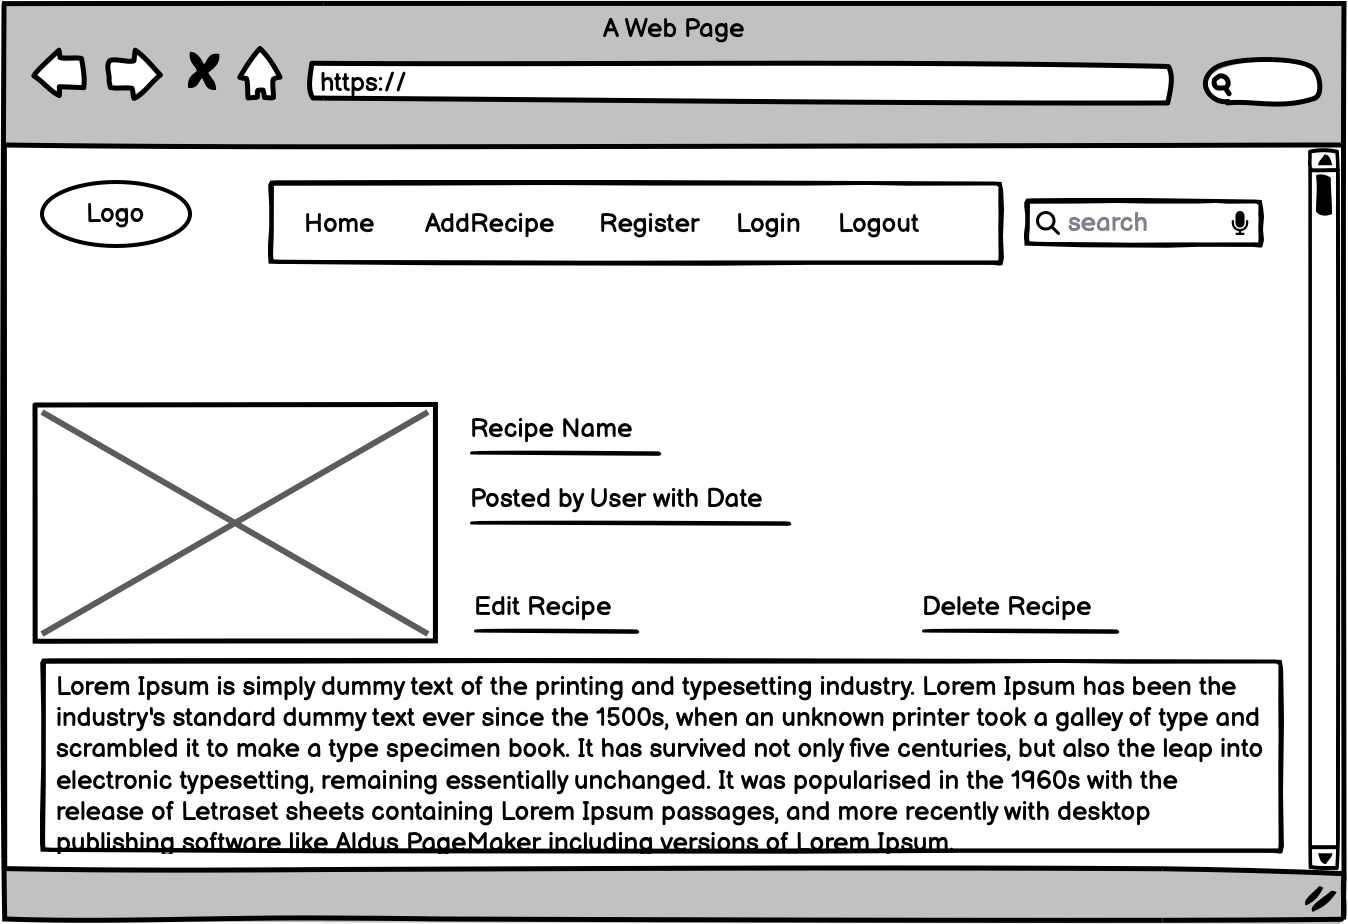 A Web Page
https://
Logo
Home AddRecipe Register Login Logout
search
Recipe Name
Posted by User with Date
Edit Recipe Delete Recipe
Lorem Ipsum is simply dummy text of the printing and typesetting industry. Lorem Ipsum has been the
industry's standard dummy text ever since the 1500s, when an unknown printer took a galley of type and
scrambled it to make a type specimen book. It has survived not only five centuries, but also the leap into
electronic typesetting, remaining essentially unchanged. It was popularised in the 1960s with the
release of Letraset sheets containing Lorem Ipsum passages, and more recently with desktop
publishing software like Aldus PageMaker including versions of Lorem Ipsum.